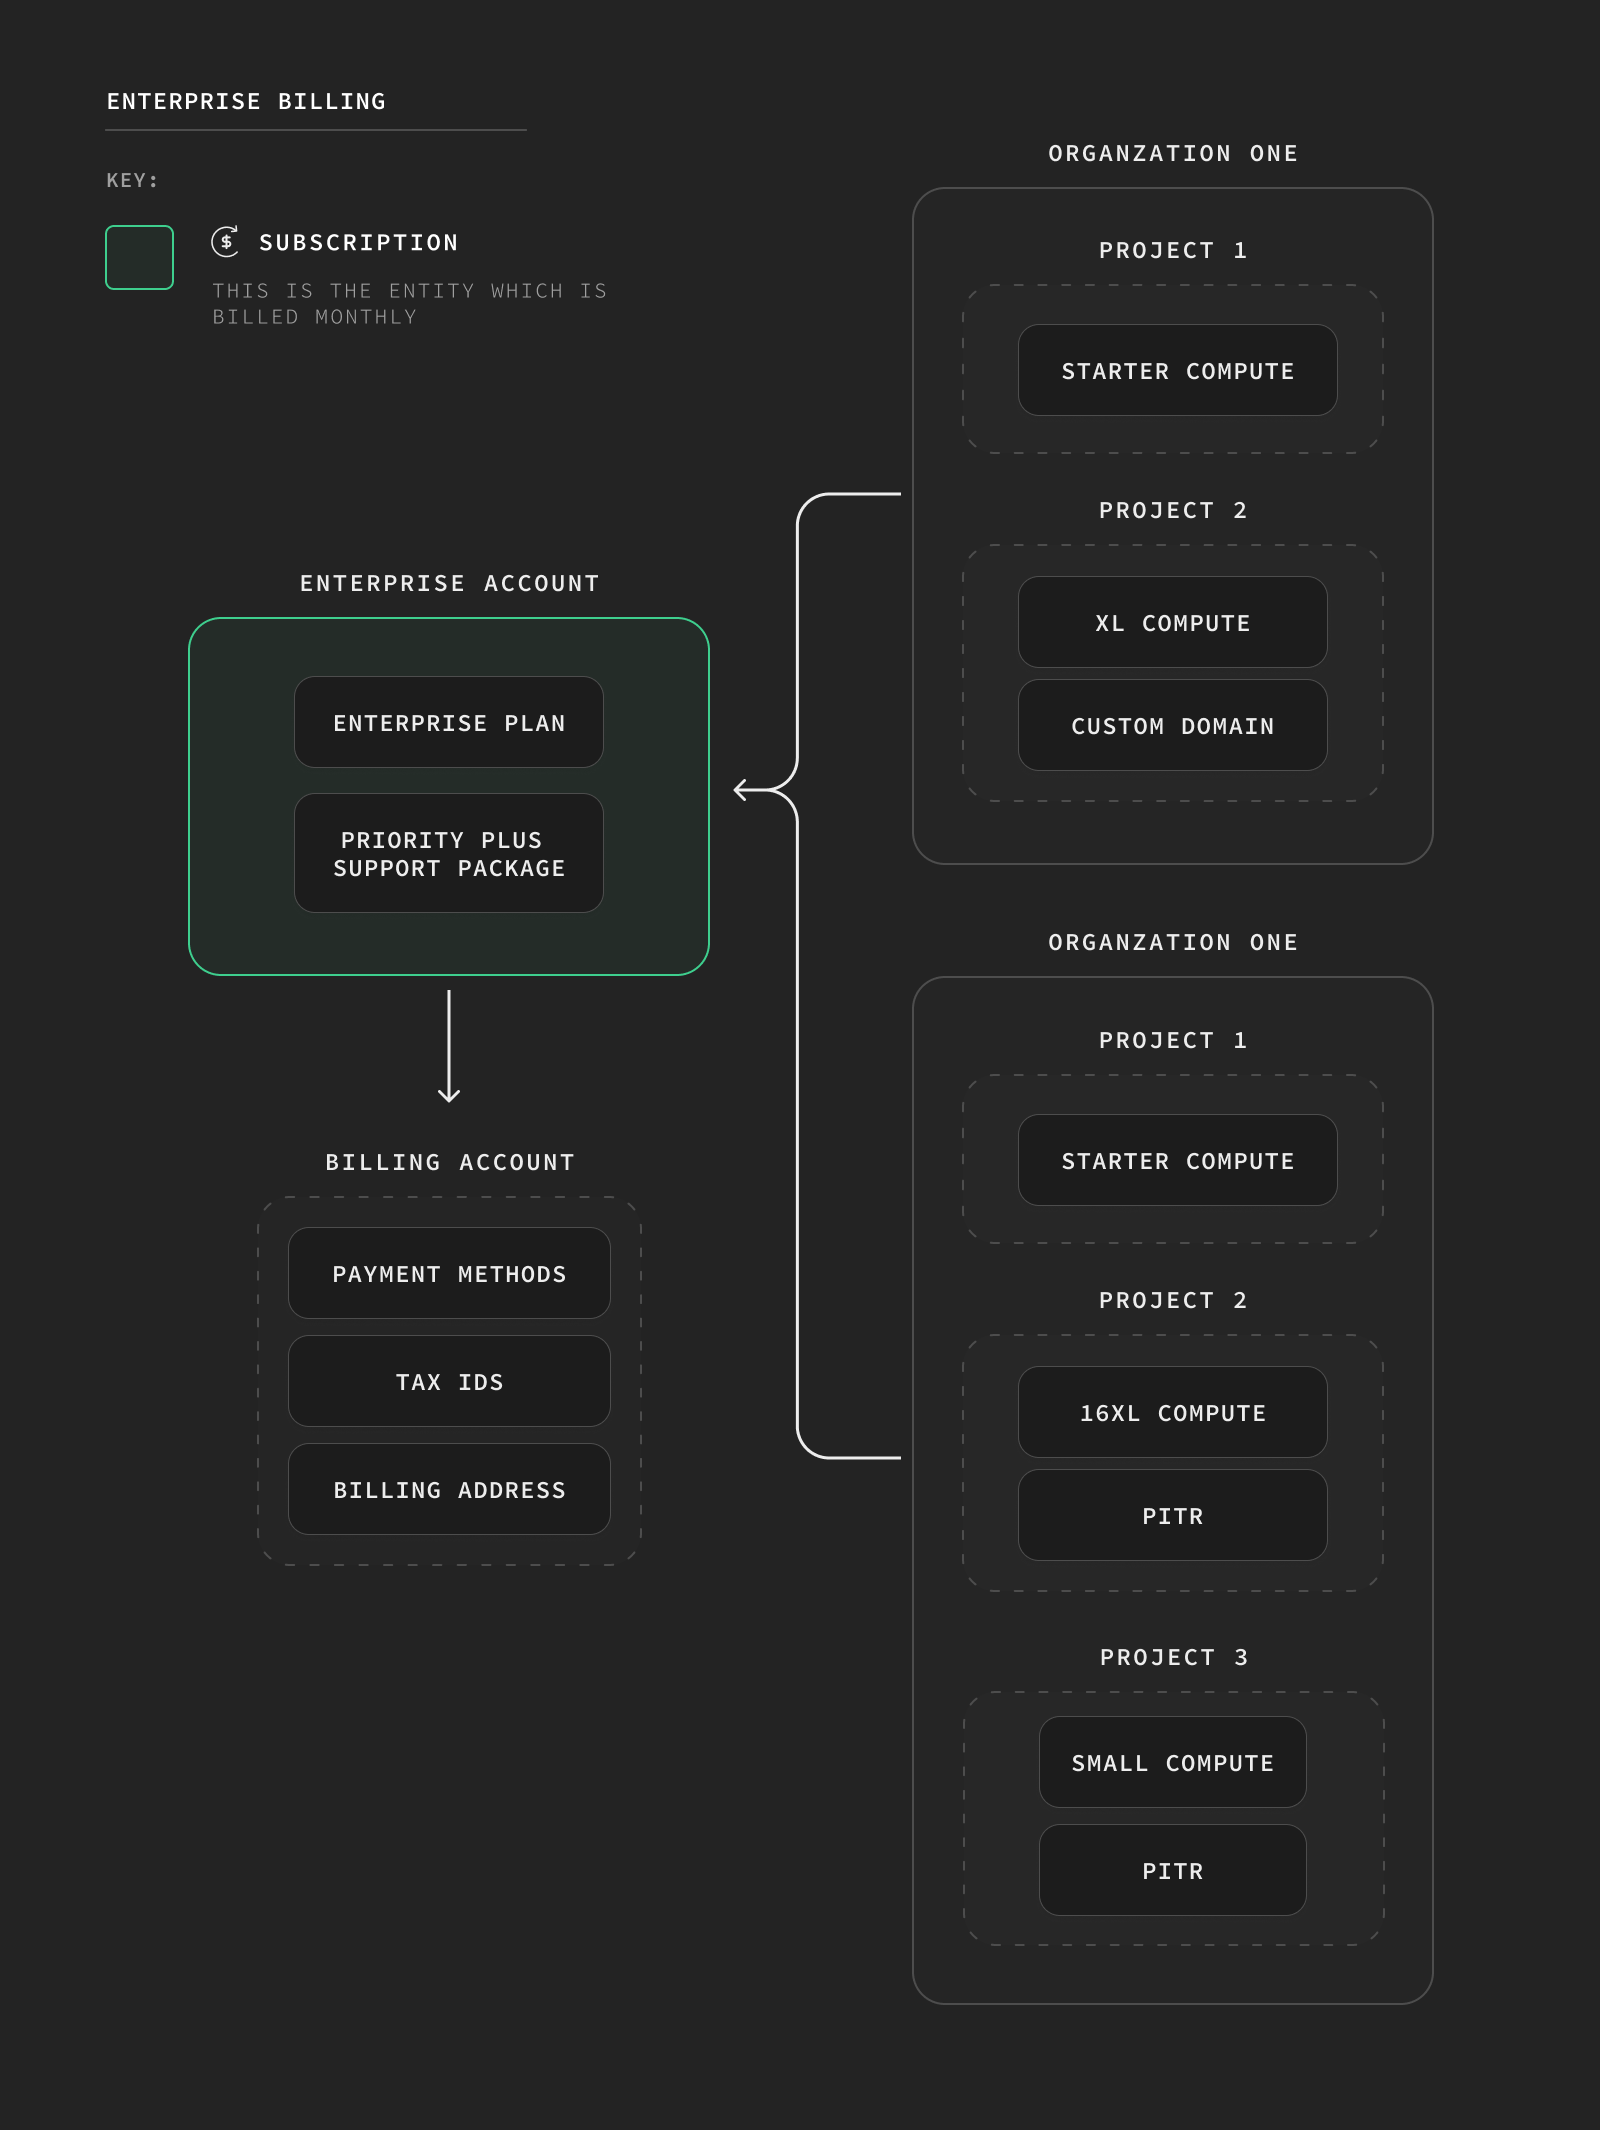 ENTERPRISE BILLING
KEY:
$ SUBSCRIPTION
THIS IS THE ENTITY WHICH IS
BILLED MONTHLY
ENTERPRISE ACCOUNT
ENTERPRISE PLAN
PRIORITY PLUS
SUPPORT PACKAGE
BILLING ACCOUNT
PAYMENT METHODS
TAX IDS
BILLING ADDRESS
ORGANZATION ONE
PROJECT 1
STARTER COMPUTE
PROJECT 2
XL COMPUTE
CUSTOM DOMAIN
ORGANZATION ONE
PROJECT 1
STARTER COMPUTE
PROJECT 2
16XL COMPUTE
PITR
PROJECT 3
SMALL COMPUTE
PITR